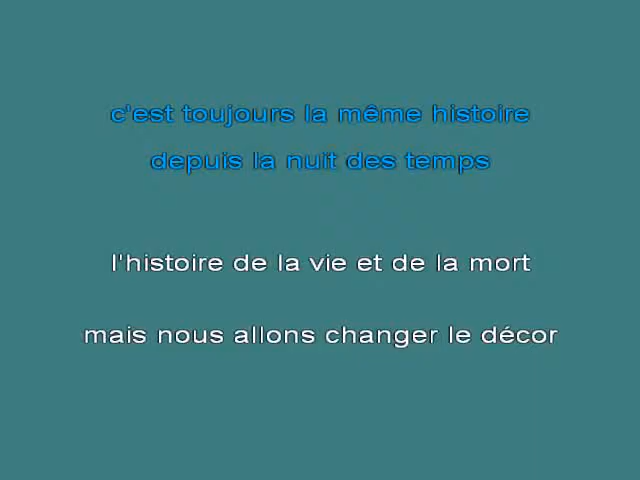 c'est toujours la même histoire
depuis la nuit des temps
l'histoire de la vie et de la mort
mais nous allons changer le décor